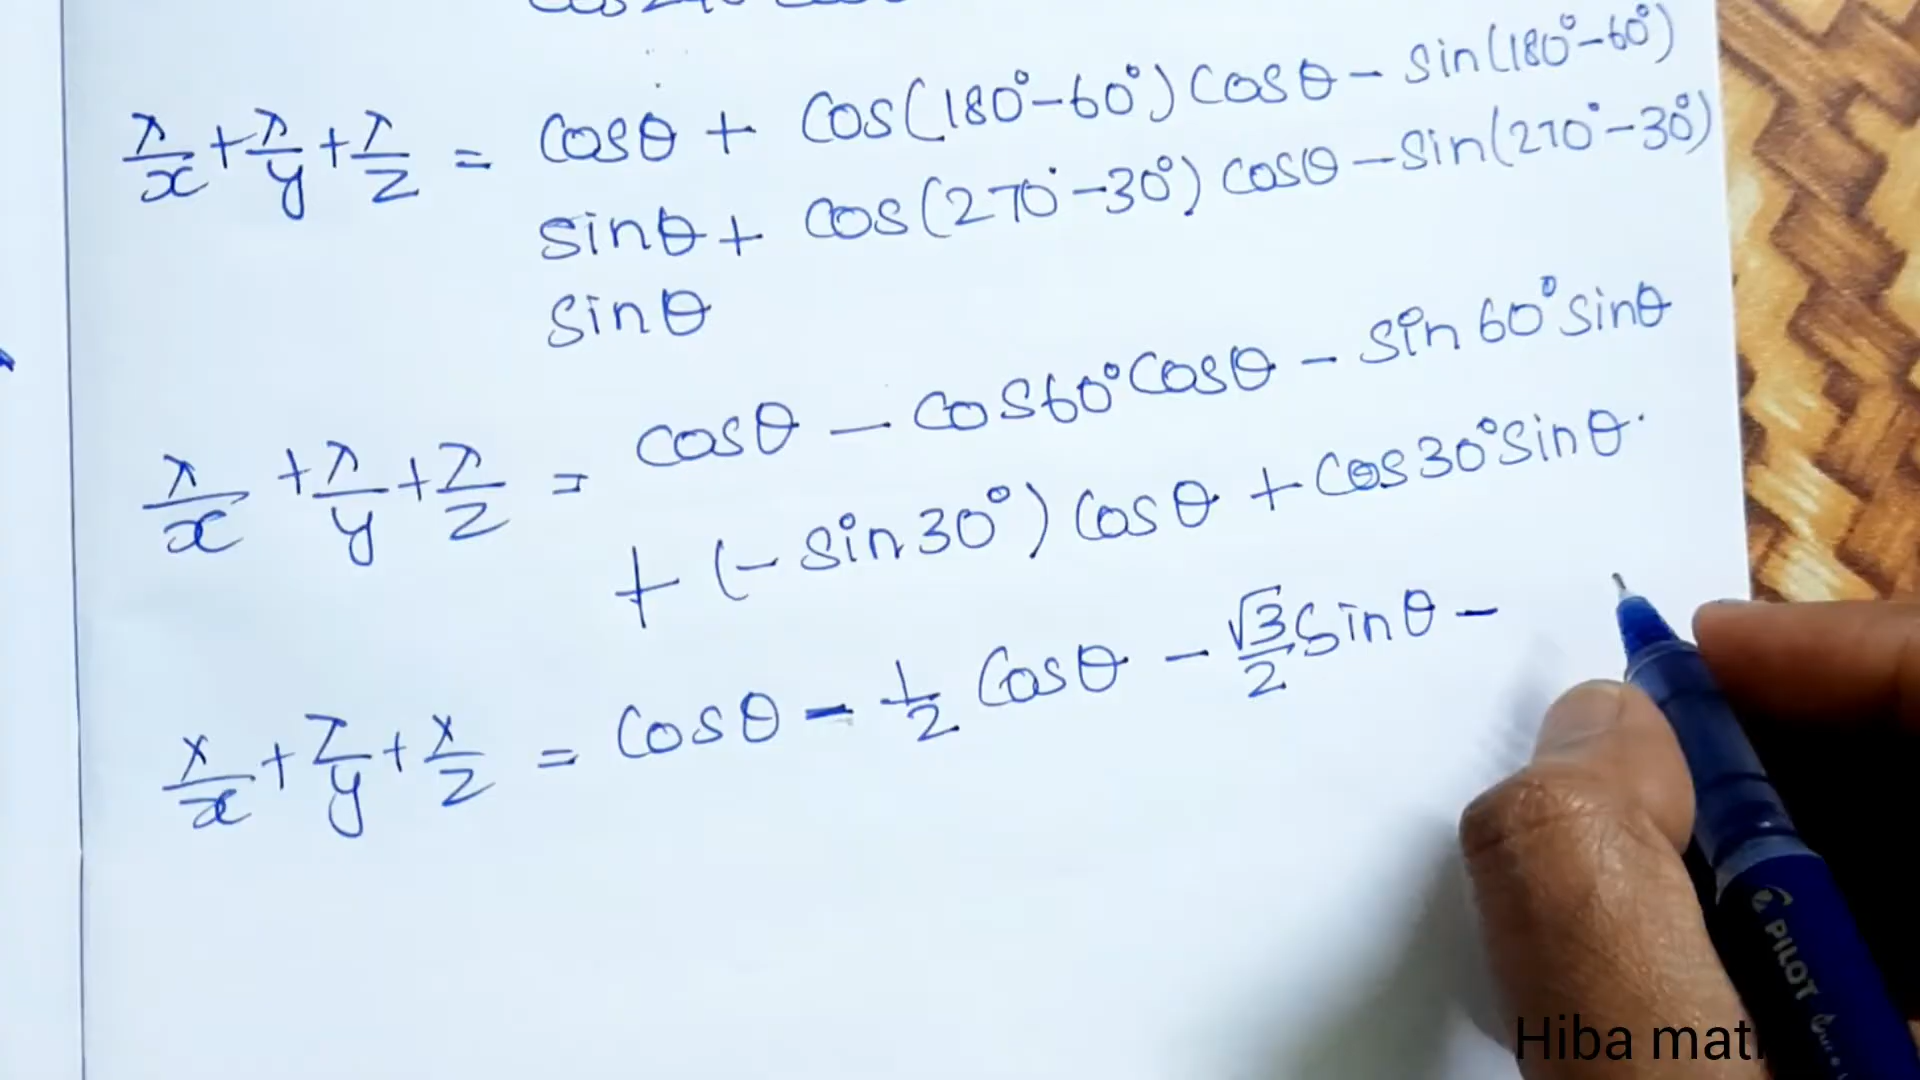 λ/x + λ/y + λ/z = cosθ + cos(180°-60°) cosθ - sin(180°-60°)
sinθ + cos(270°-30°) cosθ - sin(270°-30°)
sinθ
λ/x + λ/y + λ/z = cosθ - cos60° cosθ - sin60° sinθ
+ (-sin30°) cosθ + cos30° sinθ.
λ/x + λ/y + λ/z = cosθ - 1/2 cosθ - √3/2 sinθ -
PILOT
Hiba